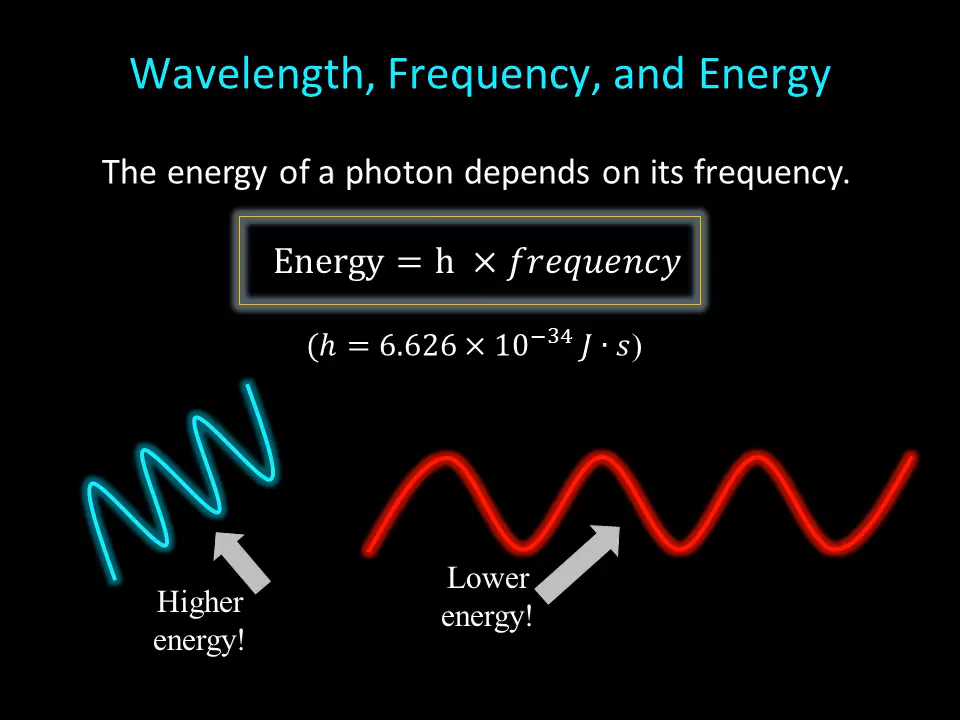 Wavelength, Frequency, and Energy
The energy of a photon depends on its frequency.
Energy = h × frequency
(h = 6.626 × 10⁻³⁴ J · s)
Higher
energy!
Lower
energy!